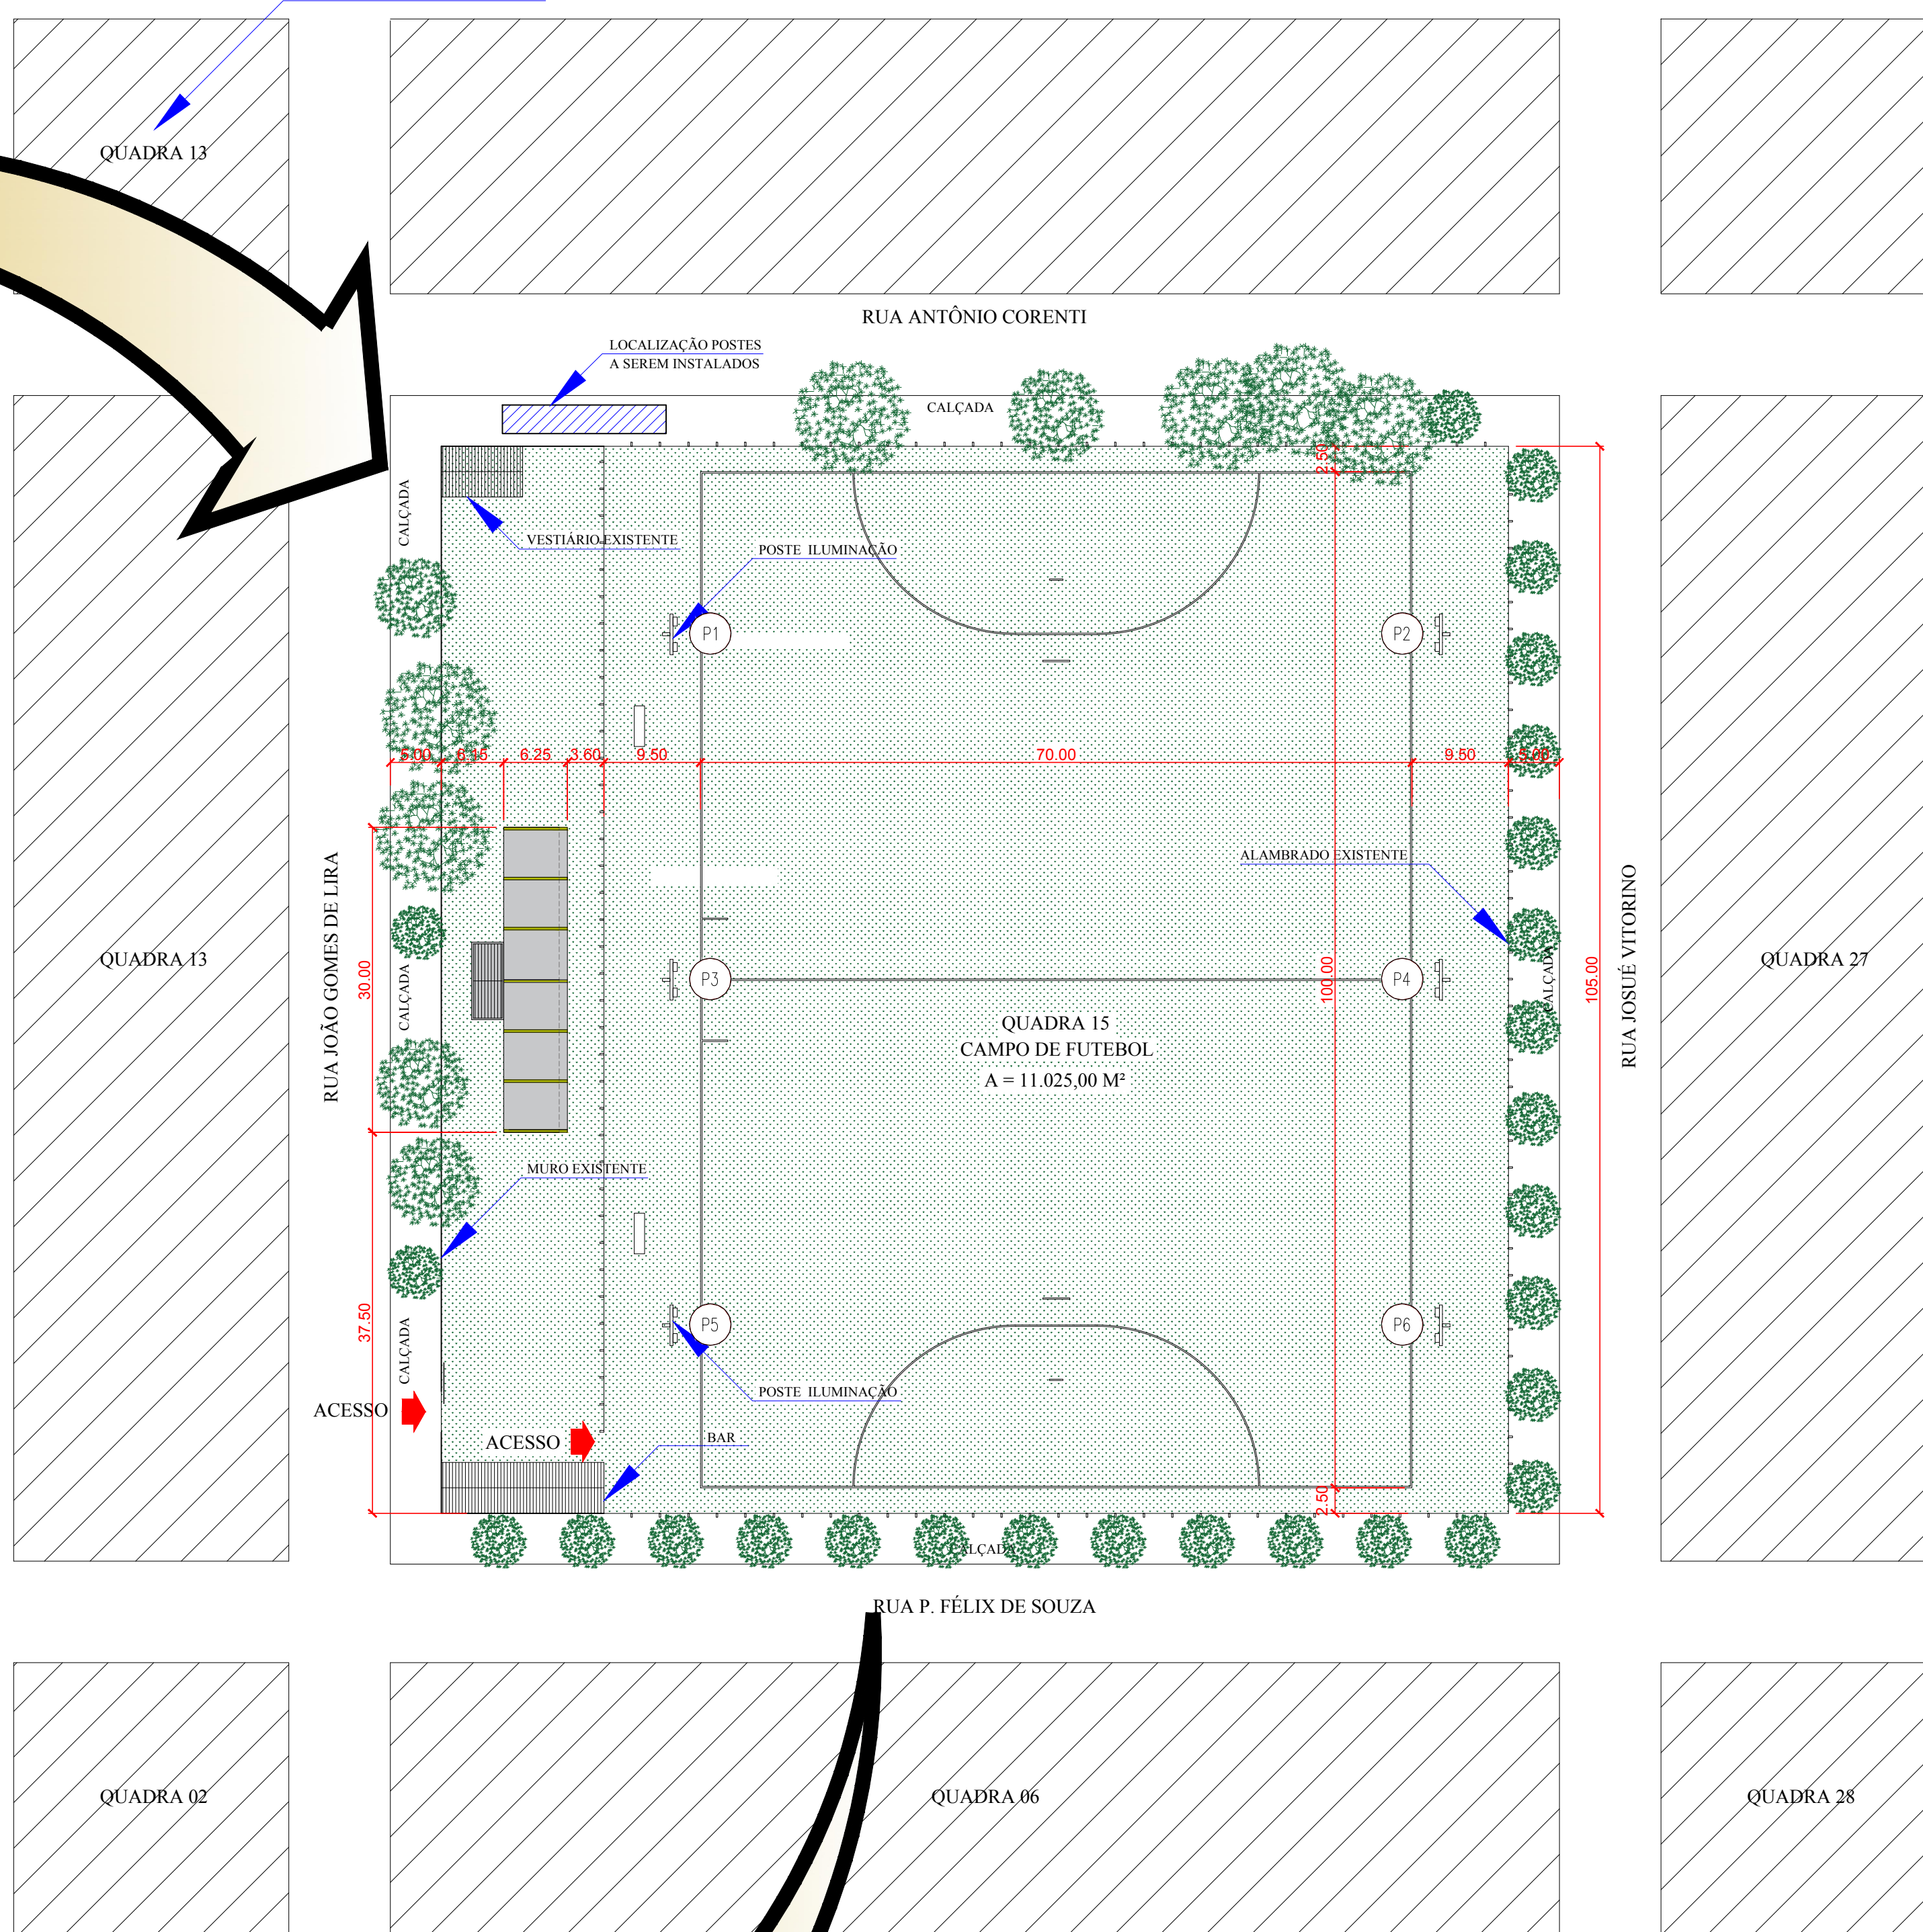 QUADRA 13
RUA ANTÔNIO CORENTI
LOCALIZAÇÃO POSTES
A SEREM INSTALADOS
CALÇADA
2.50
CALÇADA
VESTIÁRIO EXISTENTE
POSTE ILUMINAÇÃO
P1
P2
5.00
6.15
6.25
3.60
9.50
70.00
9.50
5.00
ALAMBRADO EXISTENTE
RUA JOÃO GOMES DE LIRA
RUA JOSUÉ VITORINO
QUADRA 13
30.00
CALÇADA
P3
P4
100.00
CALÇADA
105.00
QUADRA 27
QUADRA 15
CAMPO DE FUTEBOL
A = 11.025,00 M²
MURO EXISTENTE
37.50
CALÇADA
P5
P6
POSTE ILUMINAÇÃO
ACESSO
ACESSO
BAR
2.50
CALÇADA
RUA P. FÉLIX DE SOUZA
QUADRA 02
QUADRA 06
QUADRA 28